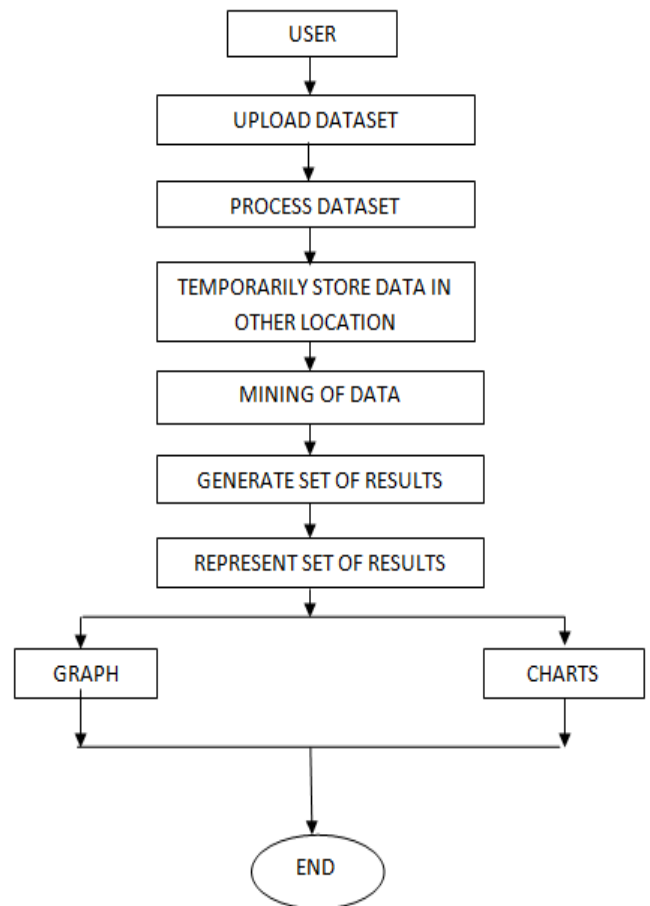 USER
UPLOAD DATASET
PROCESS DATASET
TEMPORARILY STORE DATA IN
OTHER LOCATION
MINING OF DATA
GENERATE SET OF RESULTS
REPRESENT SET OF RESULTS
GRAPH
CHARTS
END